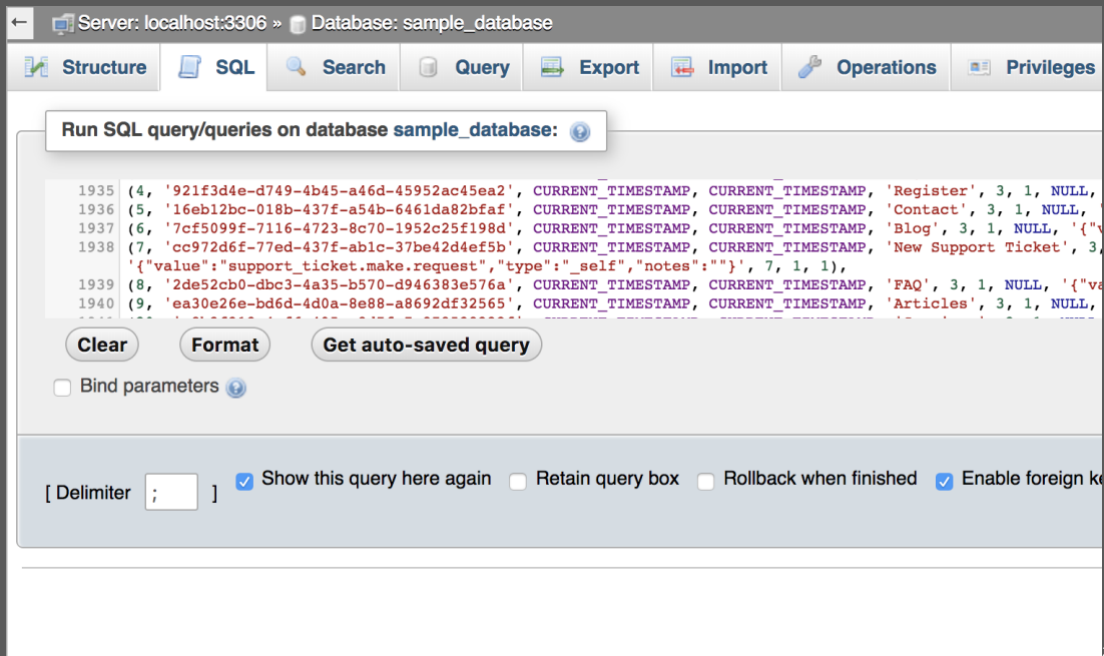 Server: localhost:3306 » Database: sample_database
Structure SQL Search Query Export Import Operations Privileges
Run SQL query/queries on database sample_database:
1935 (4, '921f3d4e-d749-4b45-a46d-45952ac45ea2', CURRENT_TIMESTAMP, CURRENT_TIMESTAMP, 'Register', 3, 1, NULL,
1936 (5, '16eb12bc-018b-437f-a54b-6461da82bfaf', CURRENT_TIMESTAMP, CURRENT_TIMESTAMP, 'Contact', 3, 1, NULL, '
1937 (6, '7cf5099f-7116-4723-8c70-1952c25f198d', CURRENT_TIMESTAMP, CURRENT_TIMESTAMP, 'Blog', 3, 1, NULL, '{"v
1938 (7, 'cc972d6f-77ed-437f-ab1c-37be42d4ef5b', CURRENT_TIMESTAMP, CURRENT_TIMESTAMP, 'New Support Ticket', 3,
'{"value":"support_ticket.make.request","type":"_self","notes":""}', 7, 1, 1),
1939 (8, '2de52cb0-dbc3-4a35-b570-d946383e576a', CURRENT_TIMESTAMP, CURRENT_TIMESTAMP, 'FAQ', 3, 1, NULL, '{"va
1940 (9, 'ea30e26e-bd6d-4d0a-8e88-a8692df32565', CURRENT_TIMESTAMP, CURRENT_TIMESTAMP, 'Articles', 3, 1, NULL,
Clear Format Get auto-saved query
Bind parameters
[ Delimiter ; ] Show this query here again Retain query box Rollback when finished Enable foreign ke